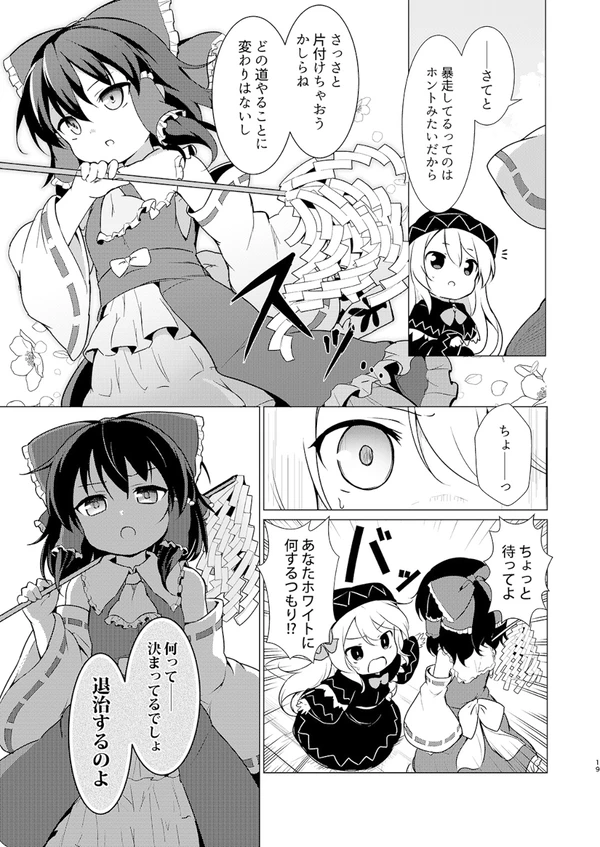 ――さてと
暴走してるってのは
ホントみたいだから
さっさと
片付けちゃおう
かしらね
どの道やることに
変わりはないし
スッ…
ちょ――っ
ちょっと
待ってよ
バッ
あなたホワイトに
何するつもり!?
何って――
決まってるでしょ
退治するのよ
19